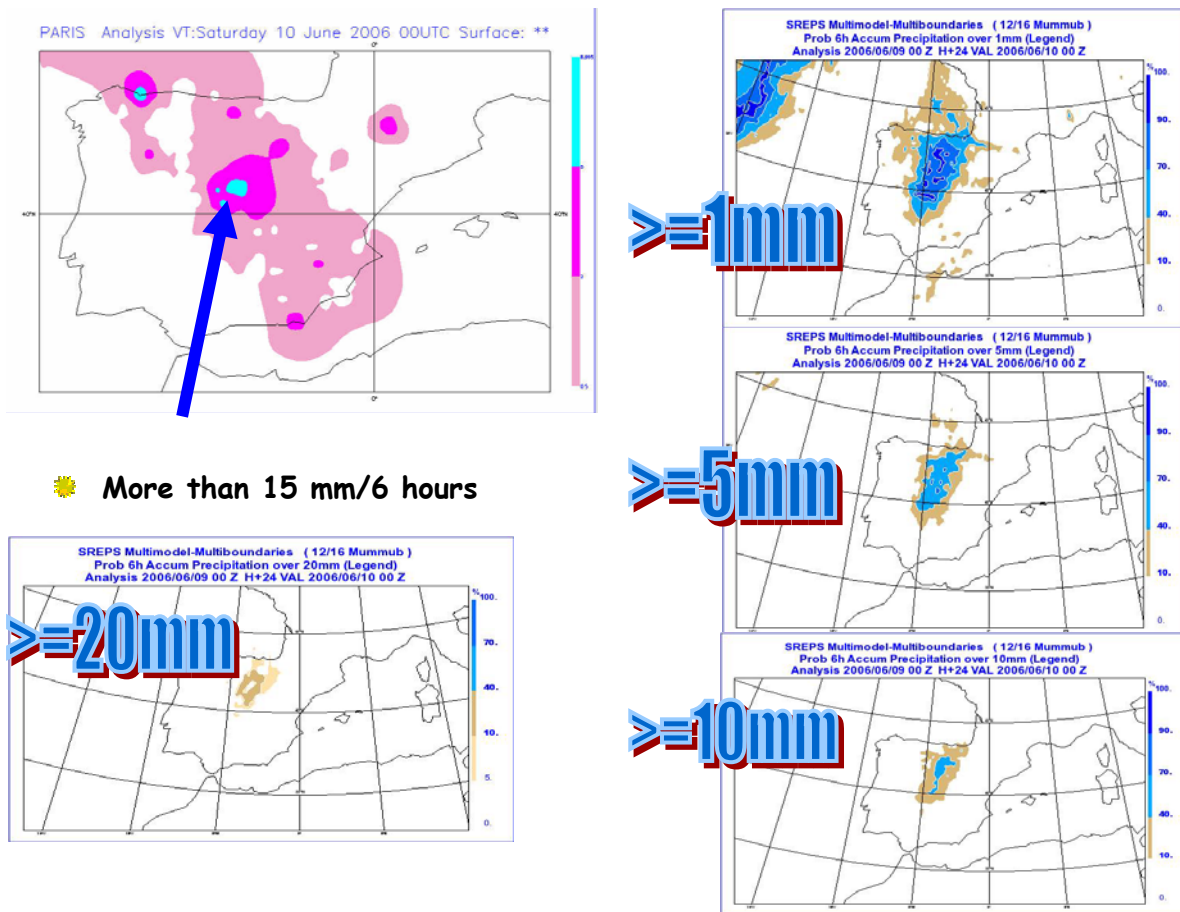 PARIS Analysis VT:Saturday 10 June 2006 00UTC Surface: **
0°
40°N
40°N
0°
More than 15 mm/6 hours
SREPS Multimodel-Multiboundaries ( 12/16 Mummub )
Prob 6h Accum Precipitation over 20mm (Legend)
Analysis 2006/06/09 00 Z H+24 VAL 2006/06/10 00 Z
>=20mm
%
100.
70.
40.
10.
5.
0.
SREPS Multimodel-Multiboundaries ( 12/16 Mummub )
Prob 6h Accum Precipitation over 1mm (Legend)
Analysis 2006/06/09 00 Z H+24 VAL 2006/06/10 00 Z
>=1mm
%
100.
90.
70.
40.
10.
0.
SREPS Multimodel-Multiboundaries ( 12/16 Mummub )
Prob 6h Accum Precipitation over 5mm (Legend)
Analysis 2006/06/09 00 Z H+24 VAL 2006/06/10 00 Z
>=5mm
%
100.
90.
70.
40.
10.
0.
SREPS Multimodel-Multiboundaries ( 12/16 Mummub )
Prob 6h Accum Precipitation over 10mm (Legend)
Analysis 2006/06/09 00 Z H+24 VAL 2006/06/10 00 Z
>=10mm
%
100.
90.
70.
40.
10.
0.